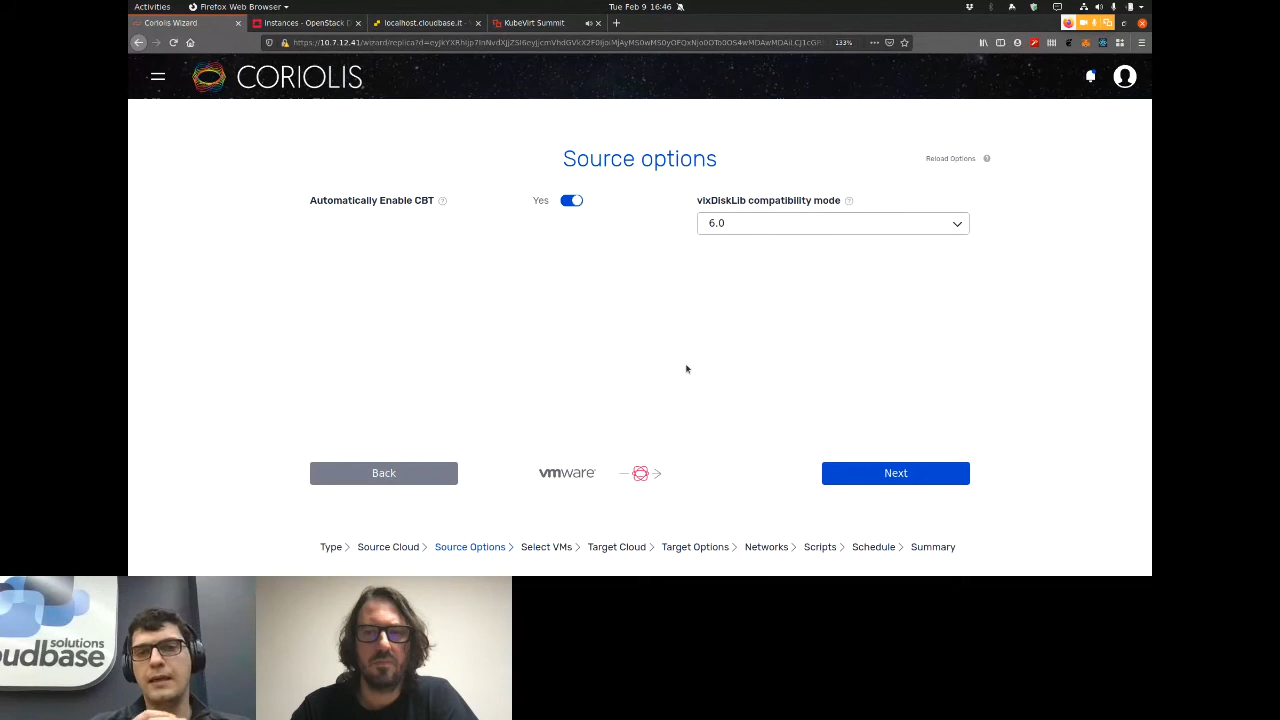 Activities Firefox Web Browser Tue Feb 9 16:46
Coriolis Wizard Instances - OpenStack D localhost.cloudbase.it - KubeVirt Summit
133%
CORIOLIS
Source options
Reload Options ?
Automatically Enable CBT ? Yes vixDiskLib compatibility mode ?
6.0
Back vmware Next
Type Source Cloud Source Options Select VMs Target Cloud Target Options Networks Scripts Schedule Summary
solutions
oudbase